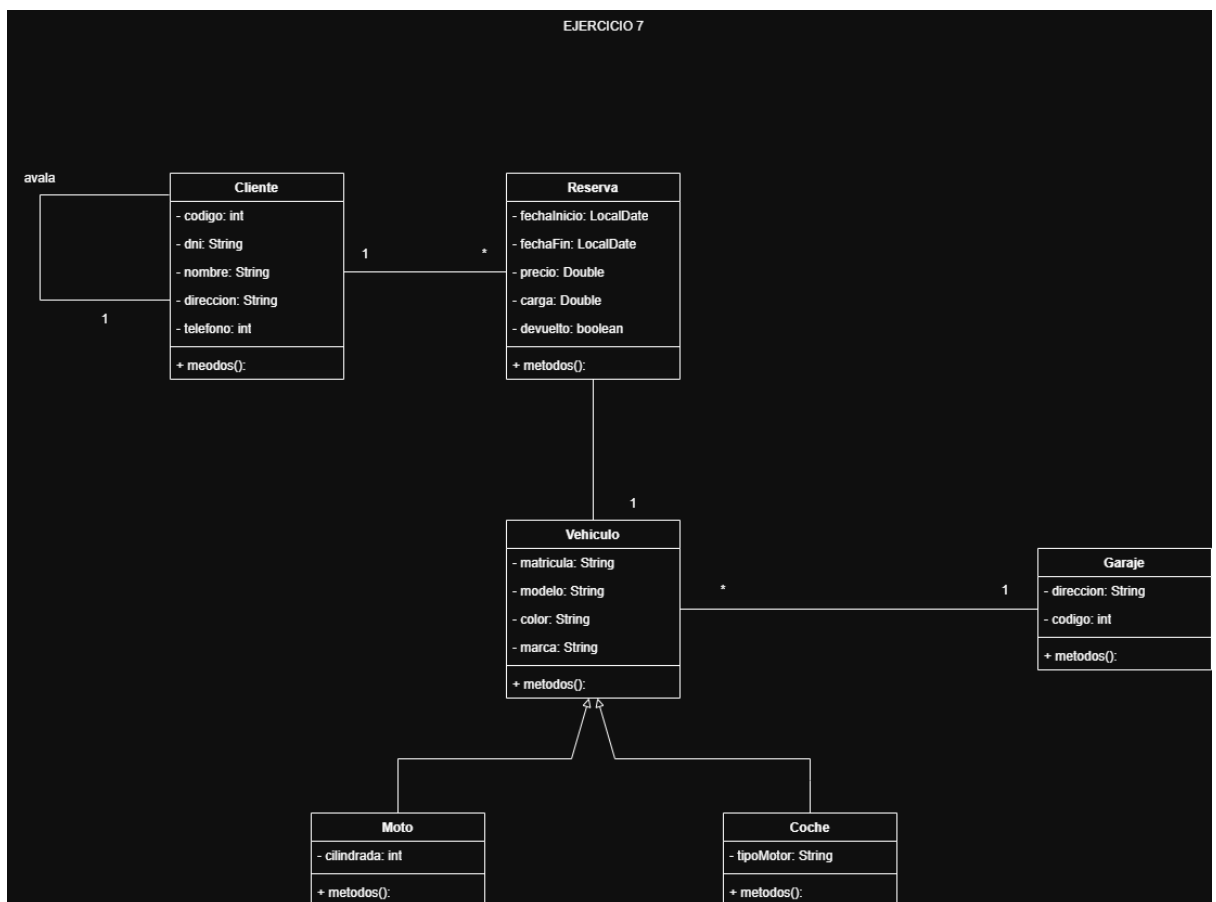 EJERCICIO 7
avala
1
Cliente
- codigo: int
- dni: String
- nombre: String
- direccion: String
- telefono: int
+ meodos():
1
*
Reserva
- fechaInicio: LocalDate
- fechaFin: LocalDate
- precio: Double
- carga: Double
- devuelto: boolean
+ metodos():
1
Vehiculo
- matricula: String
- modelo: String
- color: String
- marca: String
+ metodos():
*
1
Garaje
- direccion: String
- codigo: int
+ metodos():
Moto
- cilindrada: int
+ metodos():
Coche
- tipoMotor: String
+ metodos():